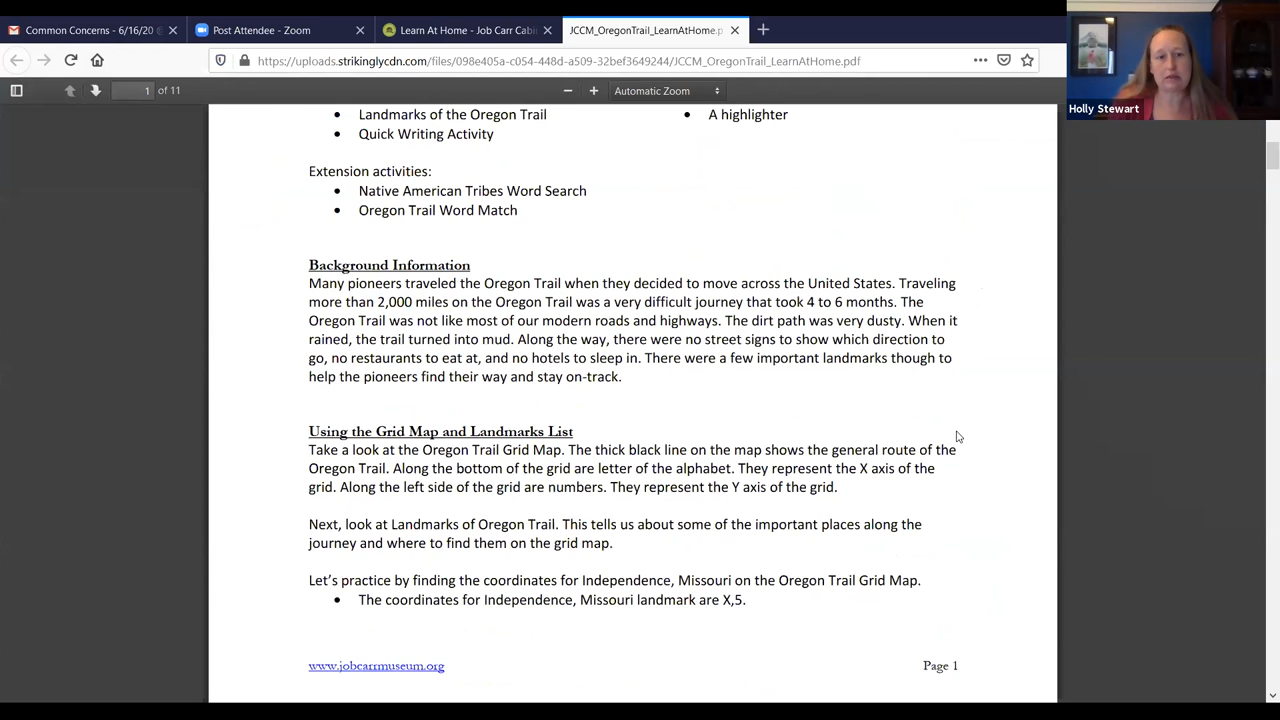 Common Concerns - 6/16/20
Post Attendee - Zoom
Learn At Home - Job Carr Cabi
JCCM_OregonTrail_LearnAtHome.p
https://uploads.strikinglycdn.com/files/098e405a-c054-448d-a509-32bef3649244/JCCM_OregonTrail_LearnAtHome.pdf
Holly Stewart
1 of 11
Automatic Zoom
• Landmarks of the Oregon Trail
• A highlighter
• Quick Writing Activity
Extension activities:
• Native American Tribes Word Search
• Oregon Trail Word Match
Background Information
Many pioneers traveled the Oregon Trail when they decided to move across the United States. Traveling
more than 2,000 miles on the Oregon Trail was a very difficult journey that took 4 to 6 months. The
Oregon Trail was not like most of our modern roads and highways. The dirt path was very dusty. When it
rained, the trail turned into mud. Along the way, there were no street signs to show which direction to
go, no restaurants to eat at, and no hotels to sleep in. There were a few important landmarks though to
help the pioneers find their way and stay on-track.
Using the Grid Map and Landmarks List
Take a look at the Oregon Trail Grid Map. The thick black line on the map shows the general route of the
Oregon Trail. Along the bottom of the grid are letter of the alphabet. They represent the X axis of the
grid. Along the left side of the grid are numbers. They represent the Y axis of the grid.
Next, look at Landmarks of Oregon Trail. This tells us about some of the important places along the
journey and where to find them on the grid map.
Let's practice by finding the coordinates for Independence, Missouri on the Oregon Trail Grid Map.
• The coordinates for Independence, Missouri landmark are X,5.
www.jobcarrmuseum.org
Page 1